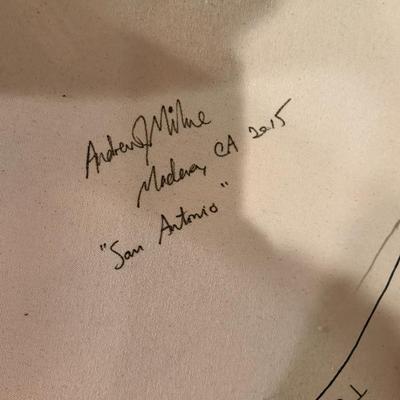 Andrew J Milne
Madera, CA 2015
"San Antonio"